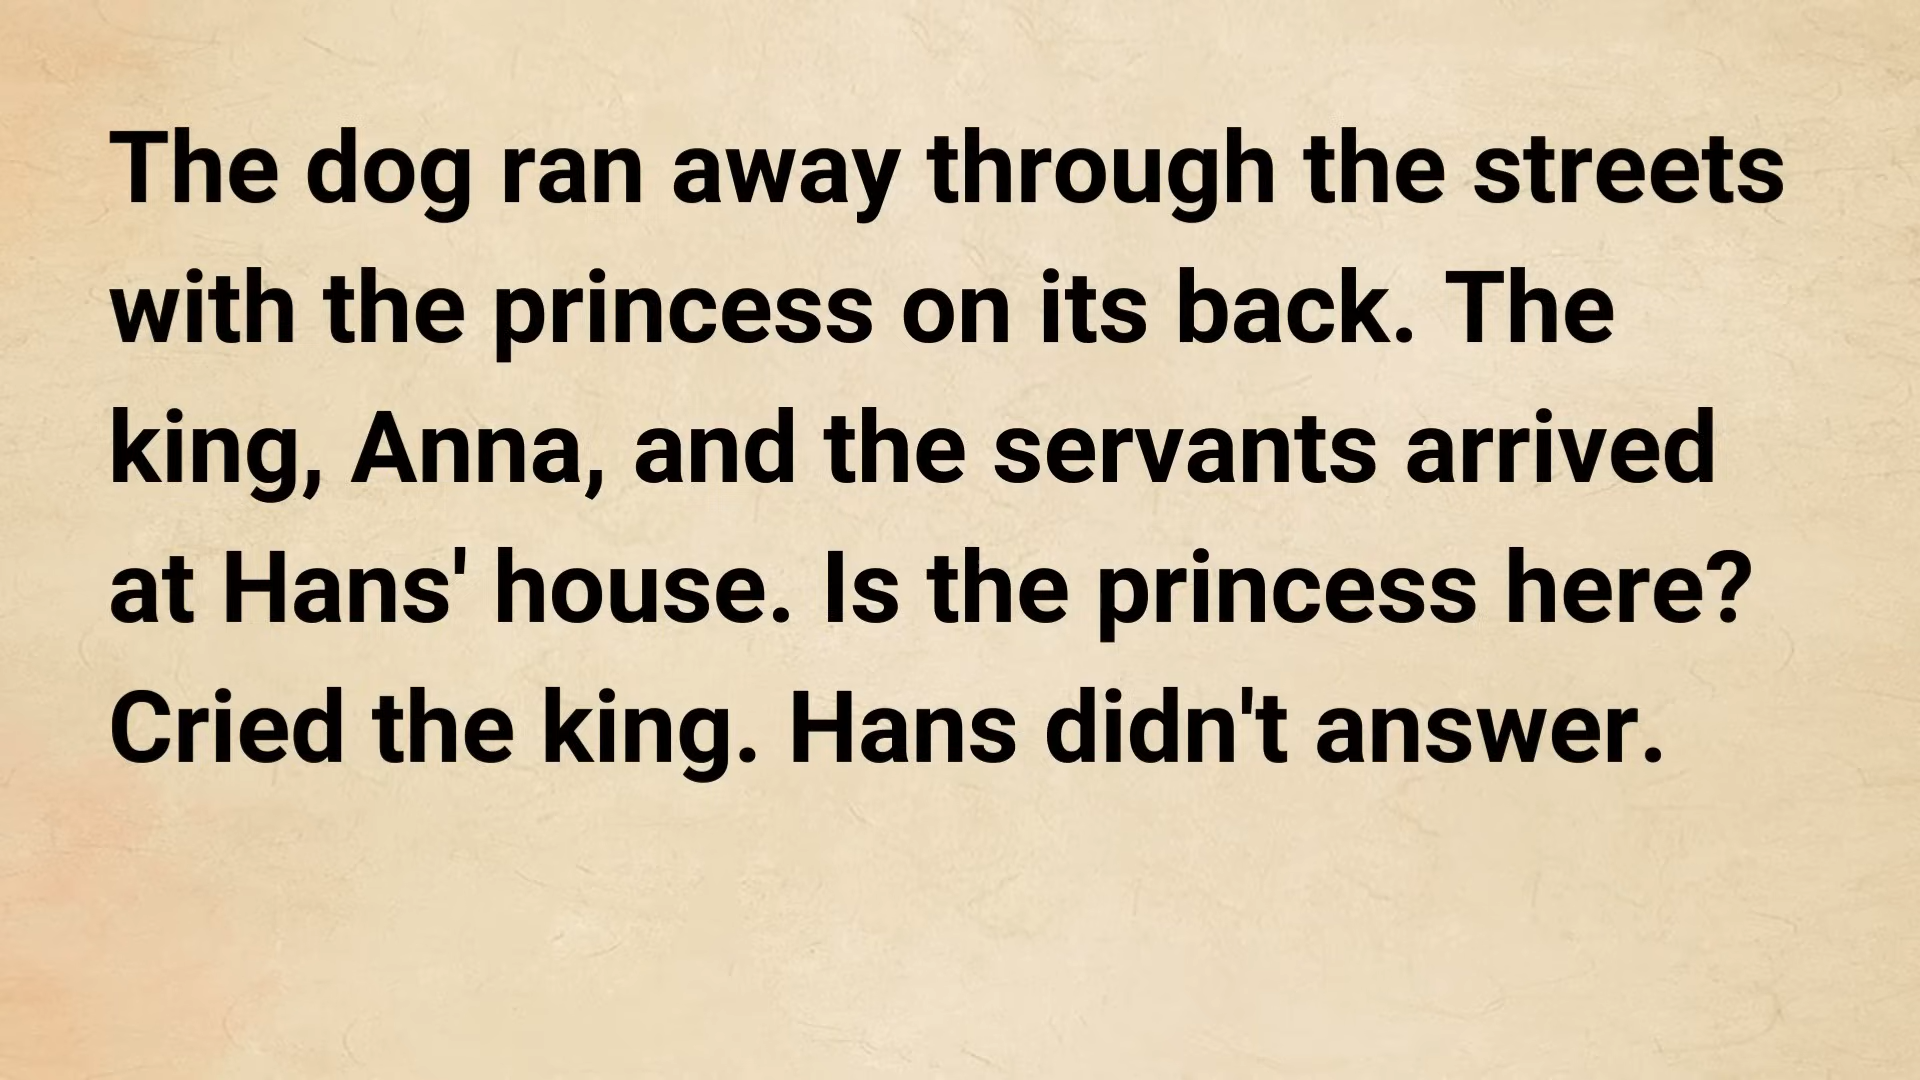 The dog ran away through the streets
with the princess on its back. The
king, Anna, and the servants arrived
at Hans' house. Is the princess here?
Cried the king. Hans didn't answer.